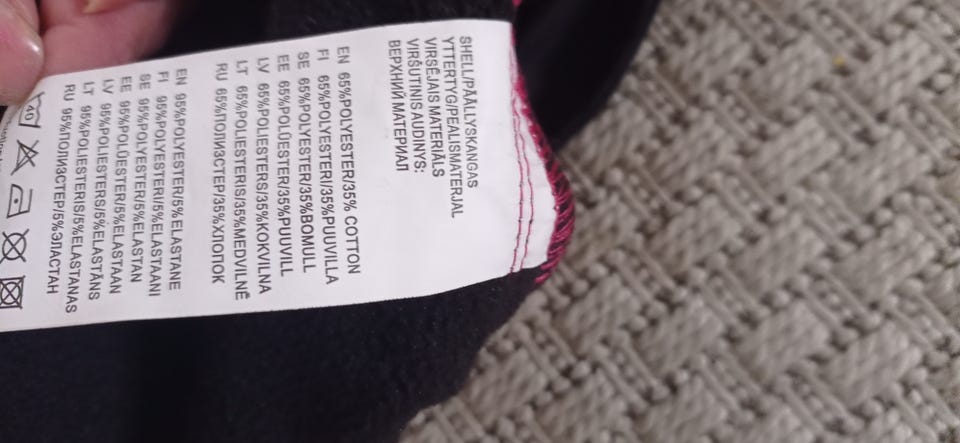 SHELL/PÄÄLLYSKANGAS
YTTERTYG/PEALISMATERJAL
VIRSĒJAIS MATERIĀLS
VIRŠUTINIS AUDINYS:
ВЕРХНИЙ МАТЕРИАЛ
EN 65%POLYESTER/35% COTTON
FI 65%POLYESTERI/35%PUUVILLA
SE 65%POLYESTER/35%BOMULL
EE 65%POLÜESTER/35%PUUVILL
LV 65%POLIESTERS/35%KOKVILNA
LT 65%POLIESTERIS/35%MEDVILNĖ
RU 65%ПОЛИЭСТЕР/35%ХЛОПОК
EN 95%POLYESTER/5%ELASTANE
FI 95%POLYESTERI/5%ELASTAANI
SE 95%POLYESTER/5%ELASTAN
EE 95%POLÜESTER/5%ELASTAAN
LV 95%POLIESTERS/5%ELASTĀNS
LT 95%POLIESTERIS/5%ELASTANAS
RU 95%ПОЛИЭСТЕР/5%ЭЛАСТАН
40